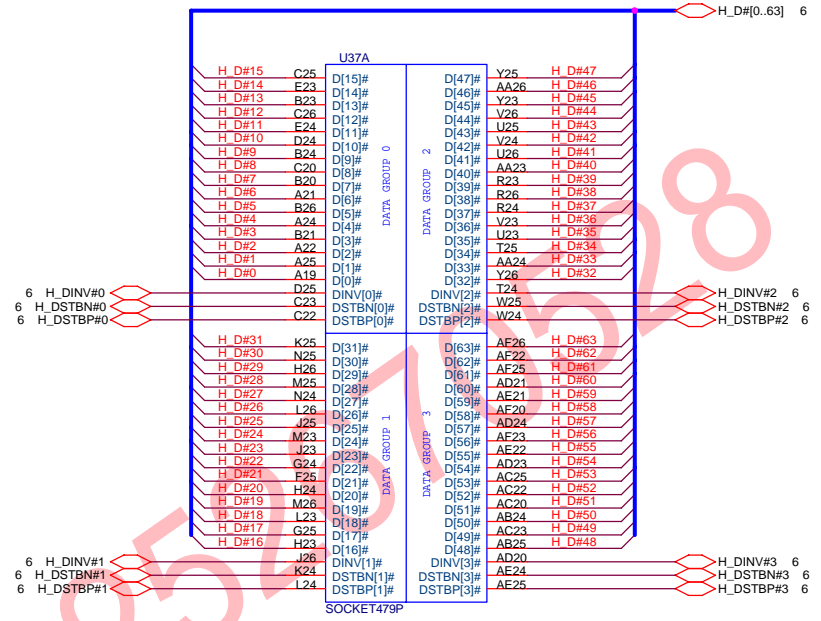 H_D#[0..63] 6
U37A
H_D#15 C25 D[15]# D[47]# Y25 H_D#47
H_D#14 E23 D[14]# D[46]# AA26 H_D#46
H_D#13 B23 D[13]# D[45]# Y23 H_D#45
H_D#12 C26 D[12]# D[44]# V26 H_D#44
H_D#11 E24 D[11]# D[43]# U25 H_D#43
H_D#10 D24 D[10]# D[42]# V24 H_D#42
H_D#9 B24 D[9]# D[41]# U26 H_D#41
H_D#8 C20 D[8]# D[40]# AA23 H_D#40
H_D#7 B20 D[7]# D[39]# R23 H_D#39
H_D#6 A21 D[6]# D[38]# R26 H_D#38
H_D#5 B26 D[5]# D[37]# R24 H_D#37
H_D#4 A24 D[4]# D[36]# V23 H_D#36
H_D#3 B21 D[3]# D[35]# U23 H_D#35
H_D#2 A22 D[2]# D[34]# T25 H_D#34
H_D#1 A25 D[1]# D[33]# AA24 H_D#33
H_D#0 A19 D[0]# D[32]# Y26 H_D#32
DATA GROUP 0
DATA GROUP 2
6 H_DINV#0 D25 DINV[0]# DINV[2]# T24 H_DINV#2 6
6 H_DSTBN#0 C23 DSTBN[0]# DSTBN[2]# W25 H_DSTBN#2 6
6 H_DSTBP#0 C22 DSTBP[0]# DSTBP[2]# W24 H_DSTBP#2 6
H_D#31 K25 D[31]# D[63]# AF26 H_D#63
H_D#30 N25 D[30]# D[62]# AF22 H_D#62
H_D#29 H26 D[29]# D[61]# AF25 H_D#61
H_D#28 M25 D[28]# D[60]# AD21 H_D#60
H_D#27 N24 D[27]# D[59]# AE21 H_D#59
H_D#26 L26 D[26]# D[58]# AF20 H_D#58
H_D#25 J25 D[25]# D[57]# AD24 H_D#57
H_D#24 M23 D[24]# D[56]# AF23 H_D#56
H_D#23 J23 D[23]# D[55]# AE22 H_D#55
H_D#22 G24 D[22]# D[54]# AD23 H_D#54
H_D#21 F25 D[21]# D[53]# AC25 H_D#53
H_D#20 H24 D[20]# D[52]# AC22 H_D#52
H_D#19 M26 D[19]# D[51]# AC20 H_D#51
H_D#18 L23 D[18]# D[50]# AB24 H_D#50
H_D#17 G25 D[17]# D[49]# AC23 H_D#49
H_D#16 H23 D[16]# D[48]# AB25 H_D#48
DATA GROUP 1
DATA GROUP 3
6 H_DINV#1 J26 DINV[1]# DINV[3]# AD20 H_DINV#3 6
6 H_DSTBN#1 K24 DSTBN[1]# DSTBN[3]# AE24 H_DSTBN#3 6
6 H_DSTBP#1 L24 DSTBP[1]# DSTBP[3]# AE25 H_DSTBP#3 6
SOCKET479P